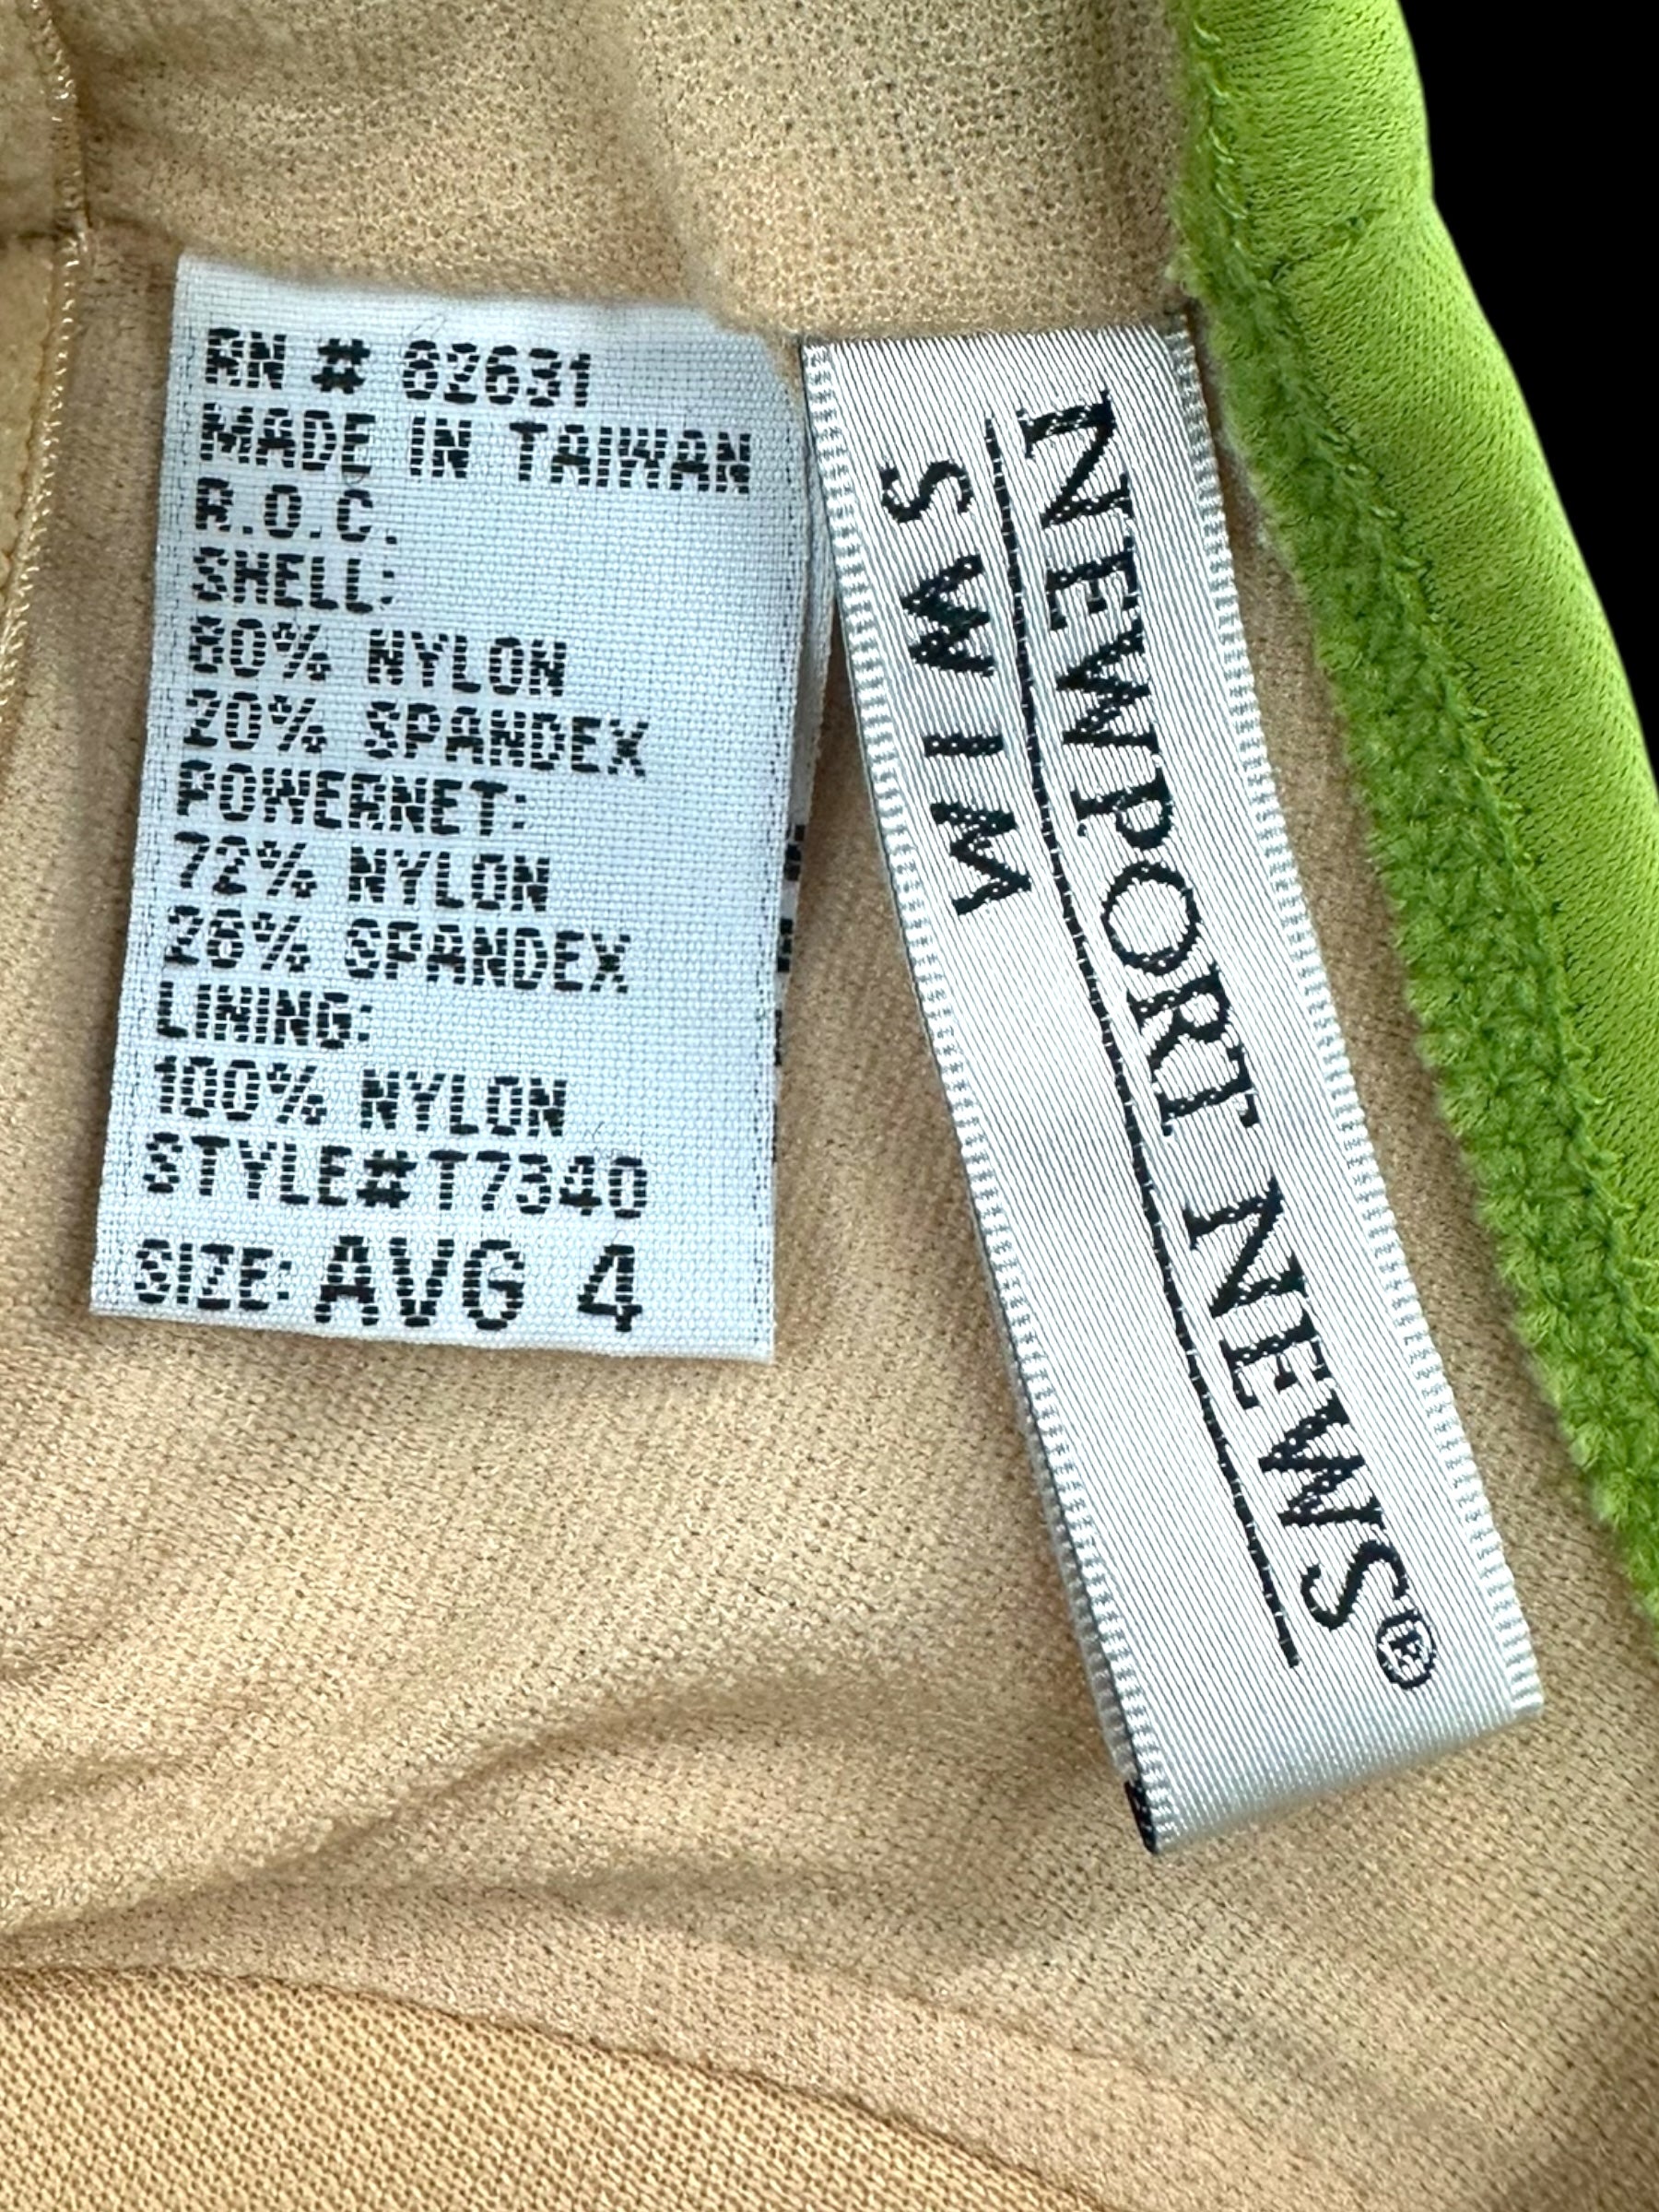 RN # 82631
MADE IN TAIWAN
R.O.C.
SHELL:
80% NYLON
20% SPANDEX
POWERNET:
72% NYLON
28% SPANDEX
LINING:
100% NYLON
STYLE#T7340
SIZE: AVG 4
NEWPORT NEWS®
SWIM